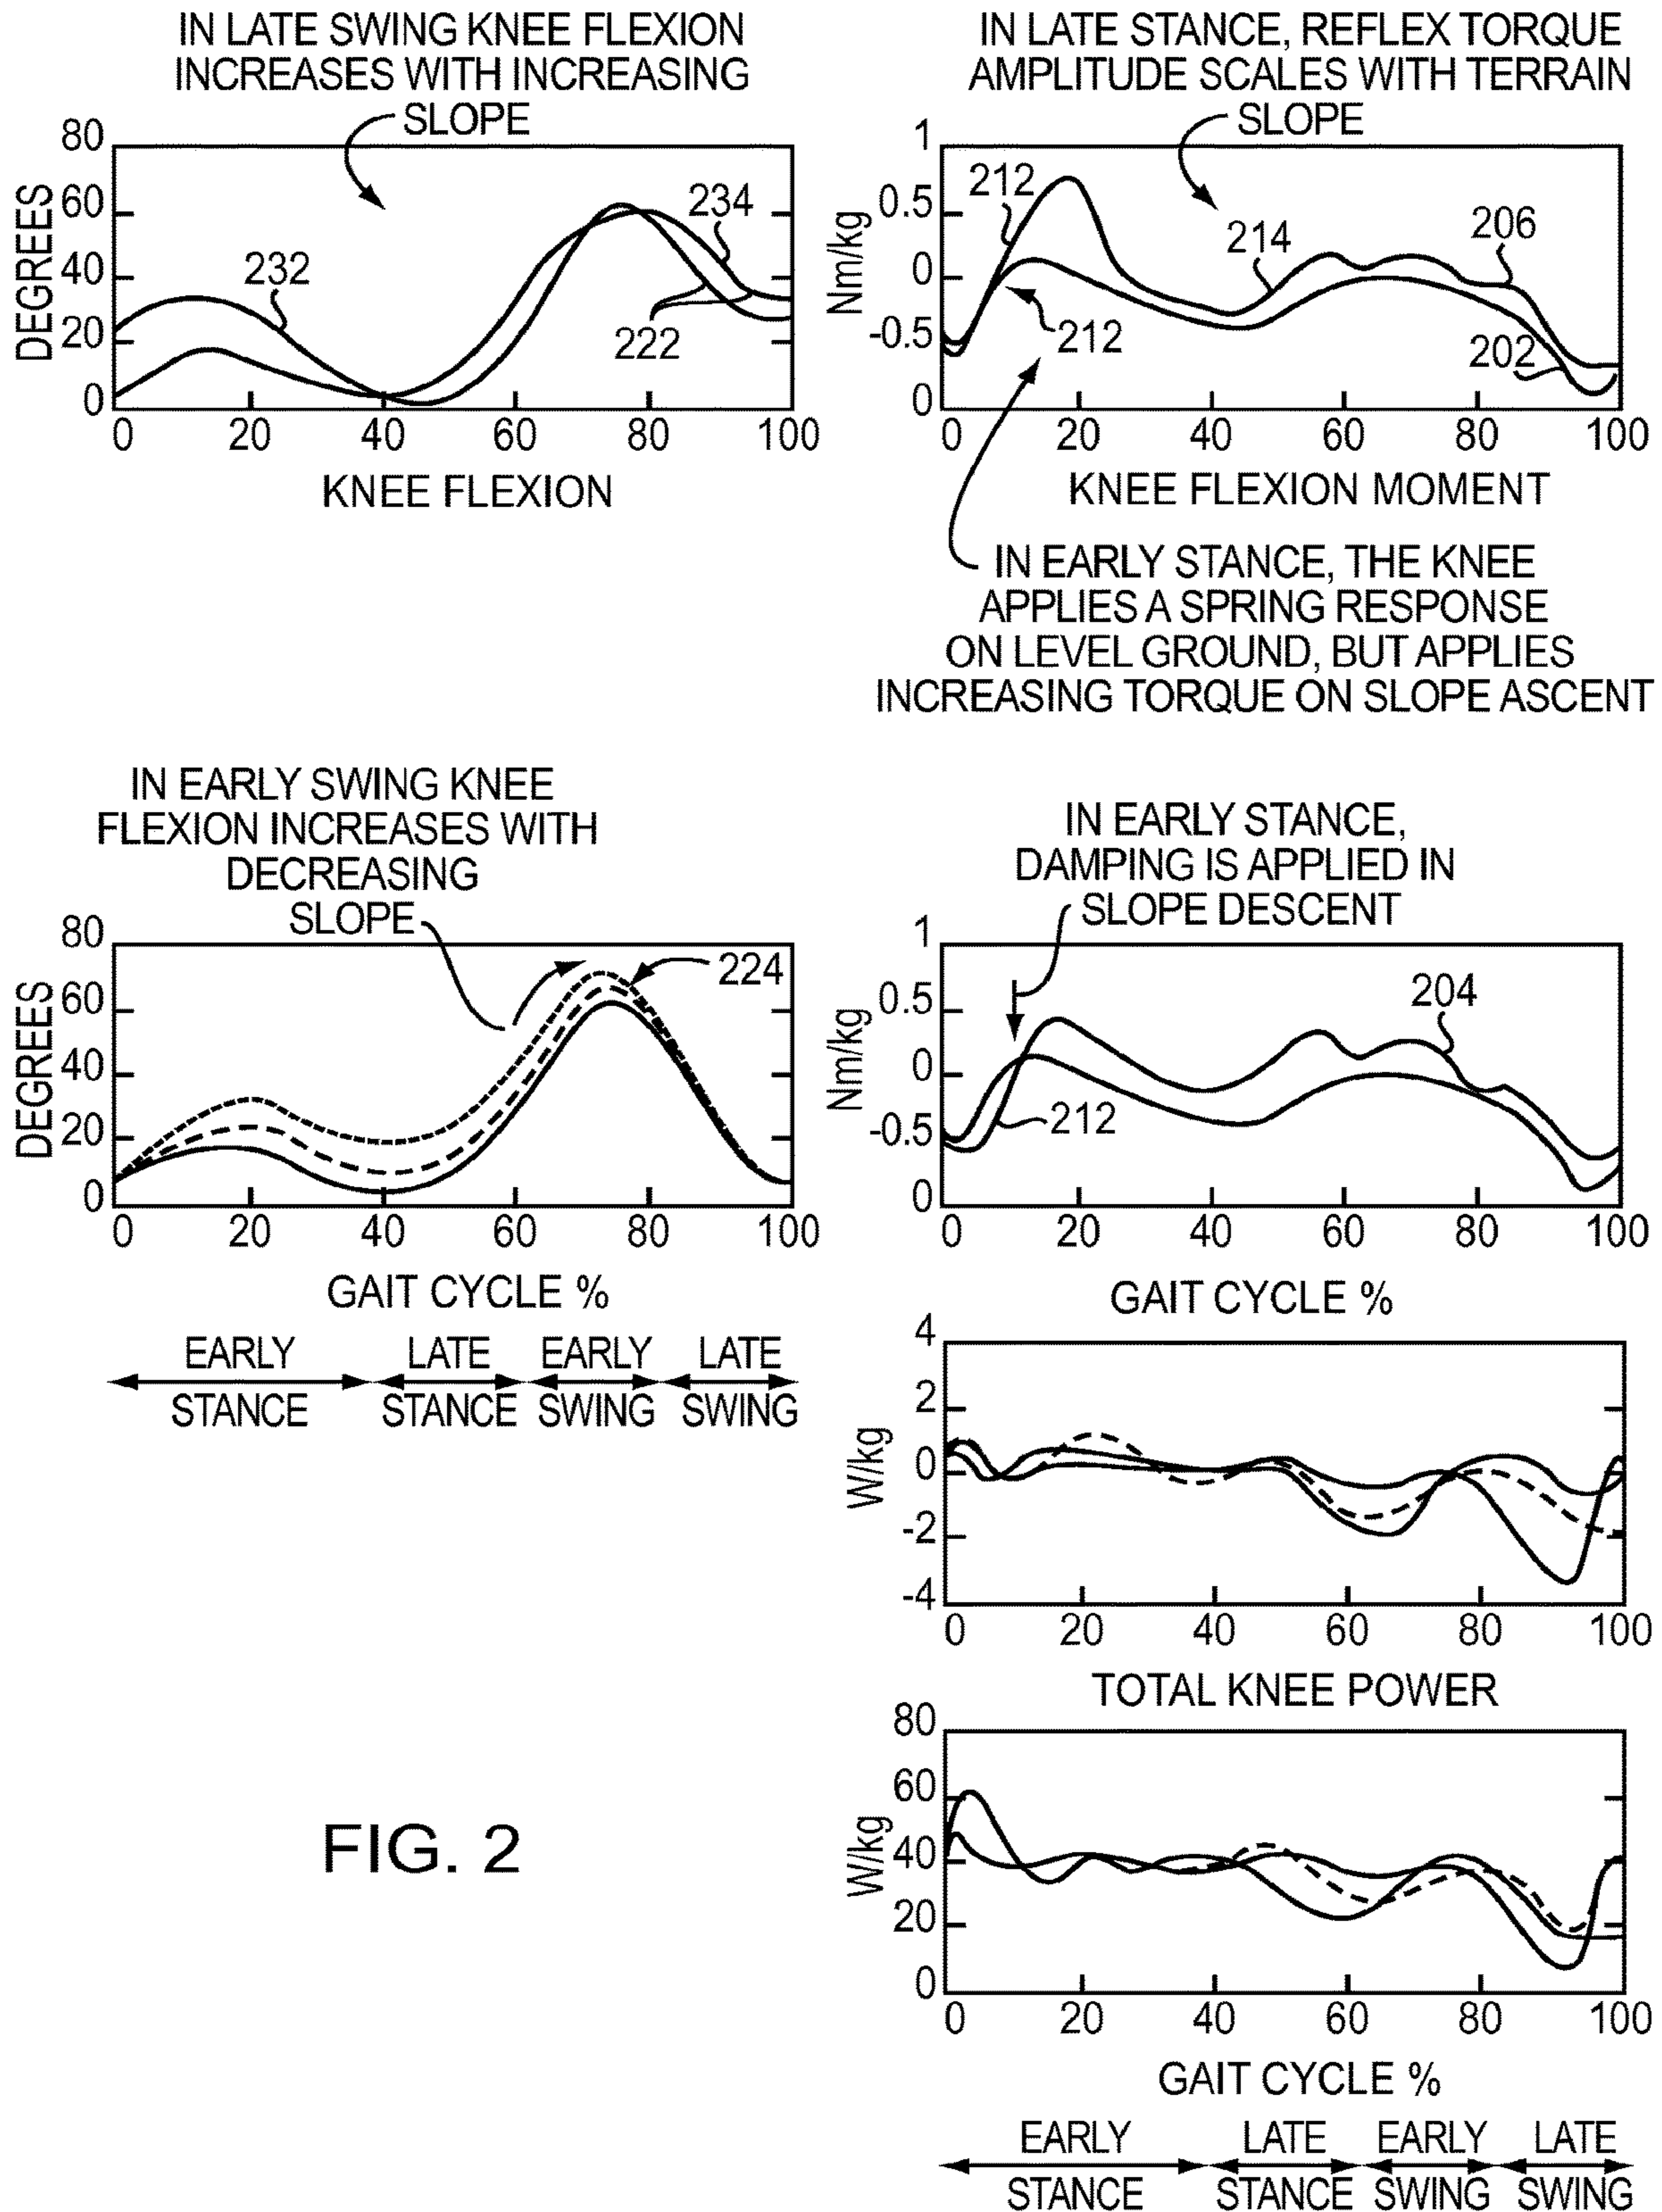 IN LATE SWING KNEE FLEXION
INCREASES WITH INCREASING
SLOPE
80
60
40
20
0
DEGREES
232
234
222
0 20 40 60 80 100
KNEE FLEXION
IN LATE STANCE, REFLEX TORQUE
AMPLITUDE SCALES WITH TERRAIN
SLOPE
1
0.5
0
-0.5
0
Nm/kg
212
214
206
212
202
0 20 40 60 80 100
KNEE FLEXION MOMENT
IN EARLY STANCE, THE KNEE
APPLIES A SPRING RESPONSE
ON LEVEL GROUND, BUT APPLIES
INCREASING TORQUE ON SLOPE ASCENT
IN EARLY SWING KNEE
FLEXION INCREASES WITH
DECREASING
SLOPE
80
60
40
20
0
DEGREES
224
0 20 40 60 80 100
GAIT CYCLE %
EARLY LATE EARLY LATE
STANCE STANCE SWING SWING
IN EARLY STANCE,
DAMPING IS APPLIED IN
SLOPE DESCENT
1
0.5
0
-0.5
0
Nm/kg
204
212
0 20 40 60 80 100
GAIT CYCLE %
4
2
0
-2
-4
W/kg
0 20 40 60 80 100
TOTAL KNEE POWER
80
60
40
20
0
W/kg
0 20 40 60 80 100
GAIT CYCLE %
EARLY LATE EARLY LATE
STANCE STANCE SWING SWING
FIG. 2